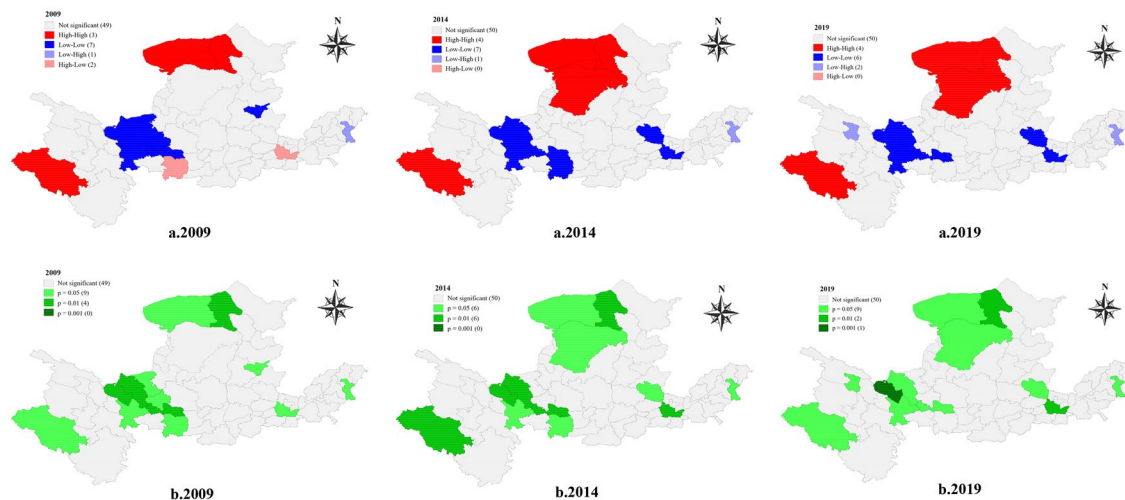 2009
Not significant (49)
High-High (3)
Low-Low (7)
Low-High (1)
High-Low (2)
N
a.2009
2014
Not significant (50)
High-High (4)
Low-Low (7)
Low-High (1)
High-Low (0)
N
a.2014
2019
Not significant (50)
High-High (4)
Low-Low (6)
Low-High (2)
High-Low (0)
N
a.2019
2009
Not significant (49)
p = 0.05 (9)
p = 0.01 (4)
p = 0.001 (0)
N
b.2009
2014
Not significant (50)
p = 0.05 (6)
p = 0.01 (6)
p = 0.001 (0)
N
b.2014
2019
Not significant (50)
p = 0.05 (9)
p = 0.01 (2)
p = 0.001 (1)
N
b.2019